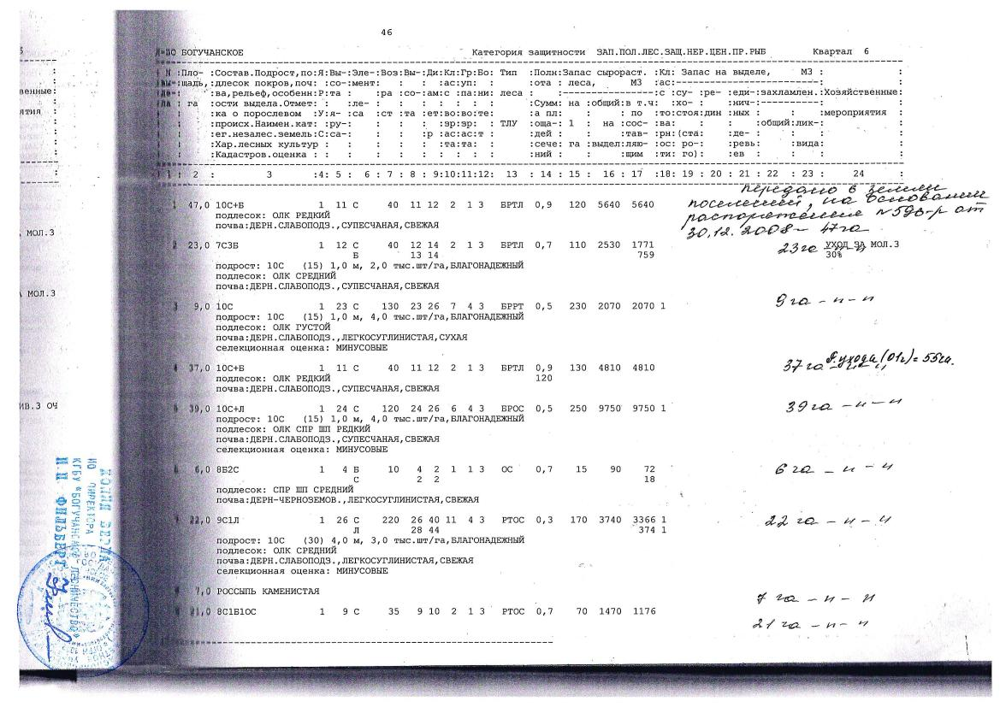 46
Л-ВО БОГУЧАНСКОЕ Категория защитности ЗАП.ПОЛ.ЛЕС.ЗАЩ.НЕР.ЦЕН.ПР.РЫБ Квартал 6
N :Пло- :Состав.Подрост,по:Я:Вы-:Эле-:Воз:Вы-:Ди:Кл:Гр:Во: Тип :Полн:Запас сырораст. :Кл: Запас на выделе, М3 :
:щадь,:длесок покров,поч: :со-:мент: : : :ас:уп: : :ота : леса, М3 :ас:
: :ва,рельеф,особенн:Р:та : :ра :со-:ам:с :па:ни: леса : :с :су- :ре- :еди-:захламлен.:Хозяйственные:
: га :ости выдела.Отмет: : :ле- : : : : : : : :Сумм: на :общий:в т.ч: :хо- : :нич-:
: :ка о порослевом :У:я- :са :ст :та :ет:во:во:те: :а пл: : : по :то:стоя:дин :ных : : :мероприятия
: :происх.Наимен.кат: :ру-: : : : :зр:зр: : ТЛУ :оща-: 1 : на :сос- :ва: : : :общий:лик-:
: :ег.незалес.земель:С:са-: : : :р :ас:ас:т : :дей : : :тав- :рн:(ста: :де- : : :
: :Хар.лесных культур : : : : : :та:та: : :сече: га :выдел:ляю- :ос: ро- : :ревь: :вида:
: :Кадастров.оценка : : : : : : : : : : :ний : : :щим :ти: го): :ев : : :
1 : 2 : 3 :4: 5 : 6 : 7 : 8 : 9:10:11:12: 13 : 14 : 15 : 16 : 17 :18: 19 : 20 : 21 : 22 : 23 : 24 :
передано в земли
поселений, на основании
распоряжения № 590-р от
30.12.2008 - 47га
1 47,0 10С+Б 1 11 С 40 11 12 2 1 3 БРТЛ 0,9 120 5640 5640
подлесок: ОЛК РЕДКИЙ
почва:ДЕРН.СЛАБОПОДЗ.,СУПЕСЧАНАЯ,СВЕЖАЯ
2 23,0 7С3Б 1 12 С 40 12 14 2 1 3 БРТЛ 0,7 110 2530 1771 УХОД ЗА МОЛ.3
Б 13 14 759 30%
23га - и - и
подрост: 10С (15) 1,0 м, 2,0 тыс.шт/га,БЛАГОНАДЕЖНЫЙ
подлесок: ОЛК СРЕДНИЙ
почва:ДЕРН.СЛАБОПОДЗ.,СУПЕСЧАНАЯ,СВЕЖАЯ
3 9,0 10С 1 23 С 130 23 26 7 4 3 БРРТ 0,5 230 2070 2070 1 9га - и - и
подрост: 10С (15) 1,0 м, 4,0 тыс.шт/га,БЛАГОНАДЕЖНЫЙ
подлесок: ОЛК ГУСТОЙ
почва:ДЕРН.СЛАБОПОДЗ.,ЛЕГКОСУГЛИНИСТАЯ,СУХАЯ
селекционная оценка: МИНУСОВЫЕ
4 37,0 10С+Б 1 11 С 40 11 12 2 1 3 БРТЛ 0,9 130 4810 4810 37га - и - и
ухода (01г) = 55га.
подлесок: ОЛК РЕДКИЙ 120
почва:ДЕРН.СЛАБОПОДЗ.,СУПЕСЧАНАЯ,СВЕЖАЯ
5 39,0 10С+Л 1 24 С 120 24 26 6 4 3 БРОС 0,5 250 9750 9750 1 39га - и - и
подрост: 10С (15) 1,0 м, 4,0 тыс.шт/га,БЛАГОНАДЕЖНЫЙ
подлесок: ОЛК СПР ШП РЕДКИЙ
почва:ДЕРН.СЛАБОПОДЗ.,СУПЕСЧАНАЯ,СВЕЖАЯ
селекционная оценка: МИНУСОВЫЕ
6,0 8Б2С 1 4 Б 10 4 2 1 1 3 ОС 0,7 15 90 72 6 га - и - и
С 2 2 18
подлесок: СПР ШП СРЕДНИЙ
почва:ДЕРН-ЧЕРНОЗЕМОВ.,ЛЕГКОСУГЛИНИСТАЯ,СВЕЖАЯ
22,0 9С1Л 1 26 С 220 26 40 11 4 3 РТОС 0,3 170 3740 3366 1 22 га - и - и
Л 28 44 374 1
подрост: 10С (30) 4,0 м, 3,0 тыс.шт/га,БЛАГОНАДЕЖНЫЙ
подлесок: ОЛК СРЕДНИЙ
почва:ДЕРН.СЛАБОПОДЗ.,ЛЕГКОСУГЛИНИСТАЯ,СВЕЖАЯ
селекционная оценка: МИНУСОВЫЕ
7,0 РОССЫПЬ КАМЕНИСТАЯ 7 га - и - и
21,0 8С1Б1ОС 1 9 С 35 9 10 2 1 3 РТОС 0,7 70 1470 1176 21 га - и - и
МОЛ.3
МОЛ.3
ИВ.3 ОЧ
КОПИЯ ВЕРНА
ИО ДИРЕКТОРА
КГБУ «БОГУЧАНСКОЕ ЛЕСНИЧЕСТВО»
И.И. ФИЛЬБЕРТ